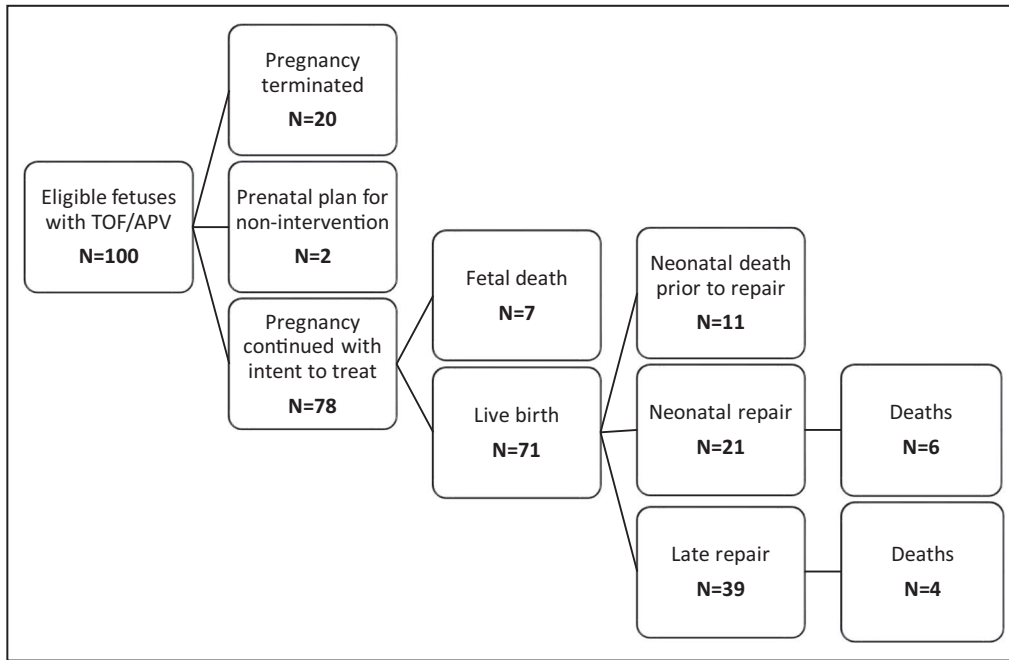 Eligible fetuses
with TOF/APV
N=100
Pregnancy
terminated
N=20
Prenatal plan for
non-intervention
N=2
Pregnancy
continued with
intent to treat
N=78
Fetal death
N=7
Live birth
N=71
Neonatal death
prior to repair
N=11
Neonatal repair
N=21
Late repair
N=39
Deaths
N=6
Deaths
N=4